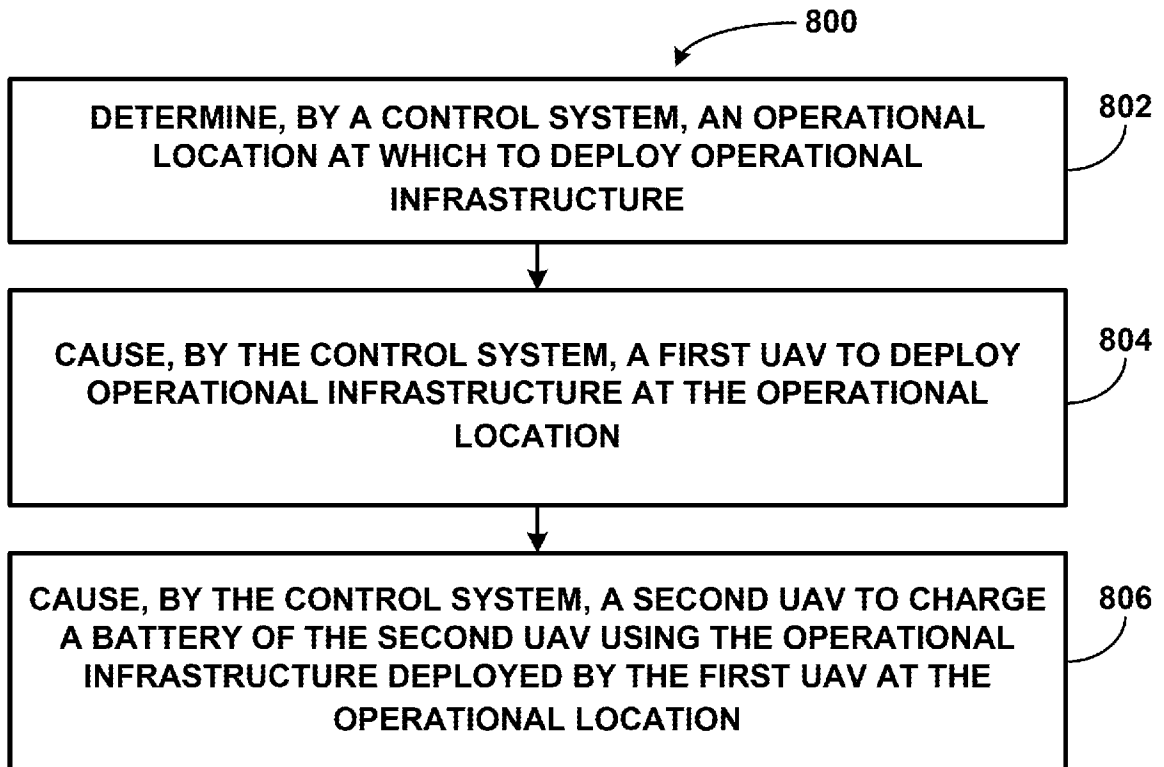 800
DETERMINE, BY A CONTROL SYSTEM, AN OPERATIONAL
LOCATION AT WHICH TO DEPLOY OPERATIONAL
INFRASTRUCTURE
802
CAUSE, BY THE CONTROL SYSTEM, A FIRST UAV TO DEPLOY
OPERATIONAL INFRASTRUCTURE AT THE OPERATIONAL
LOCATION
804
CAUSE, BY THE CONTROL SYSTEM, A SECOND UAV TO CHARGE
A BATTERY OF THE SECOND UAV USING THE OPERATIONAL
INFRASTRUCTURE DEPLOYED BY THE FIRST UAV AT THE
OPERATIONAL LOCATION
806